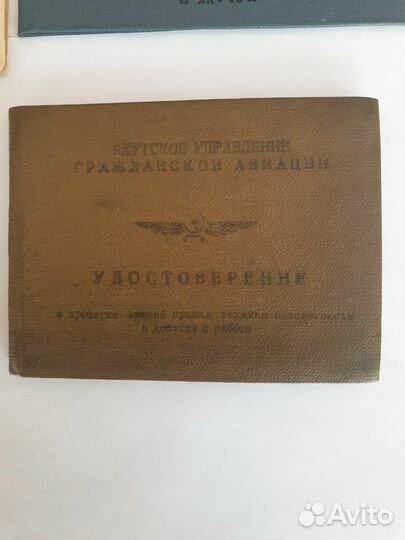 ЯКУТСКОЕ УПРАВЛЕНИЕ
ГРАЖДАНСКОЙ АВИАЦИИ
УДОСТОВЕРЕНИЕ
о проверке знаний правил техники безопасности
и допуске к работе
Avito